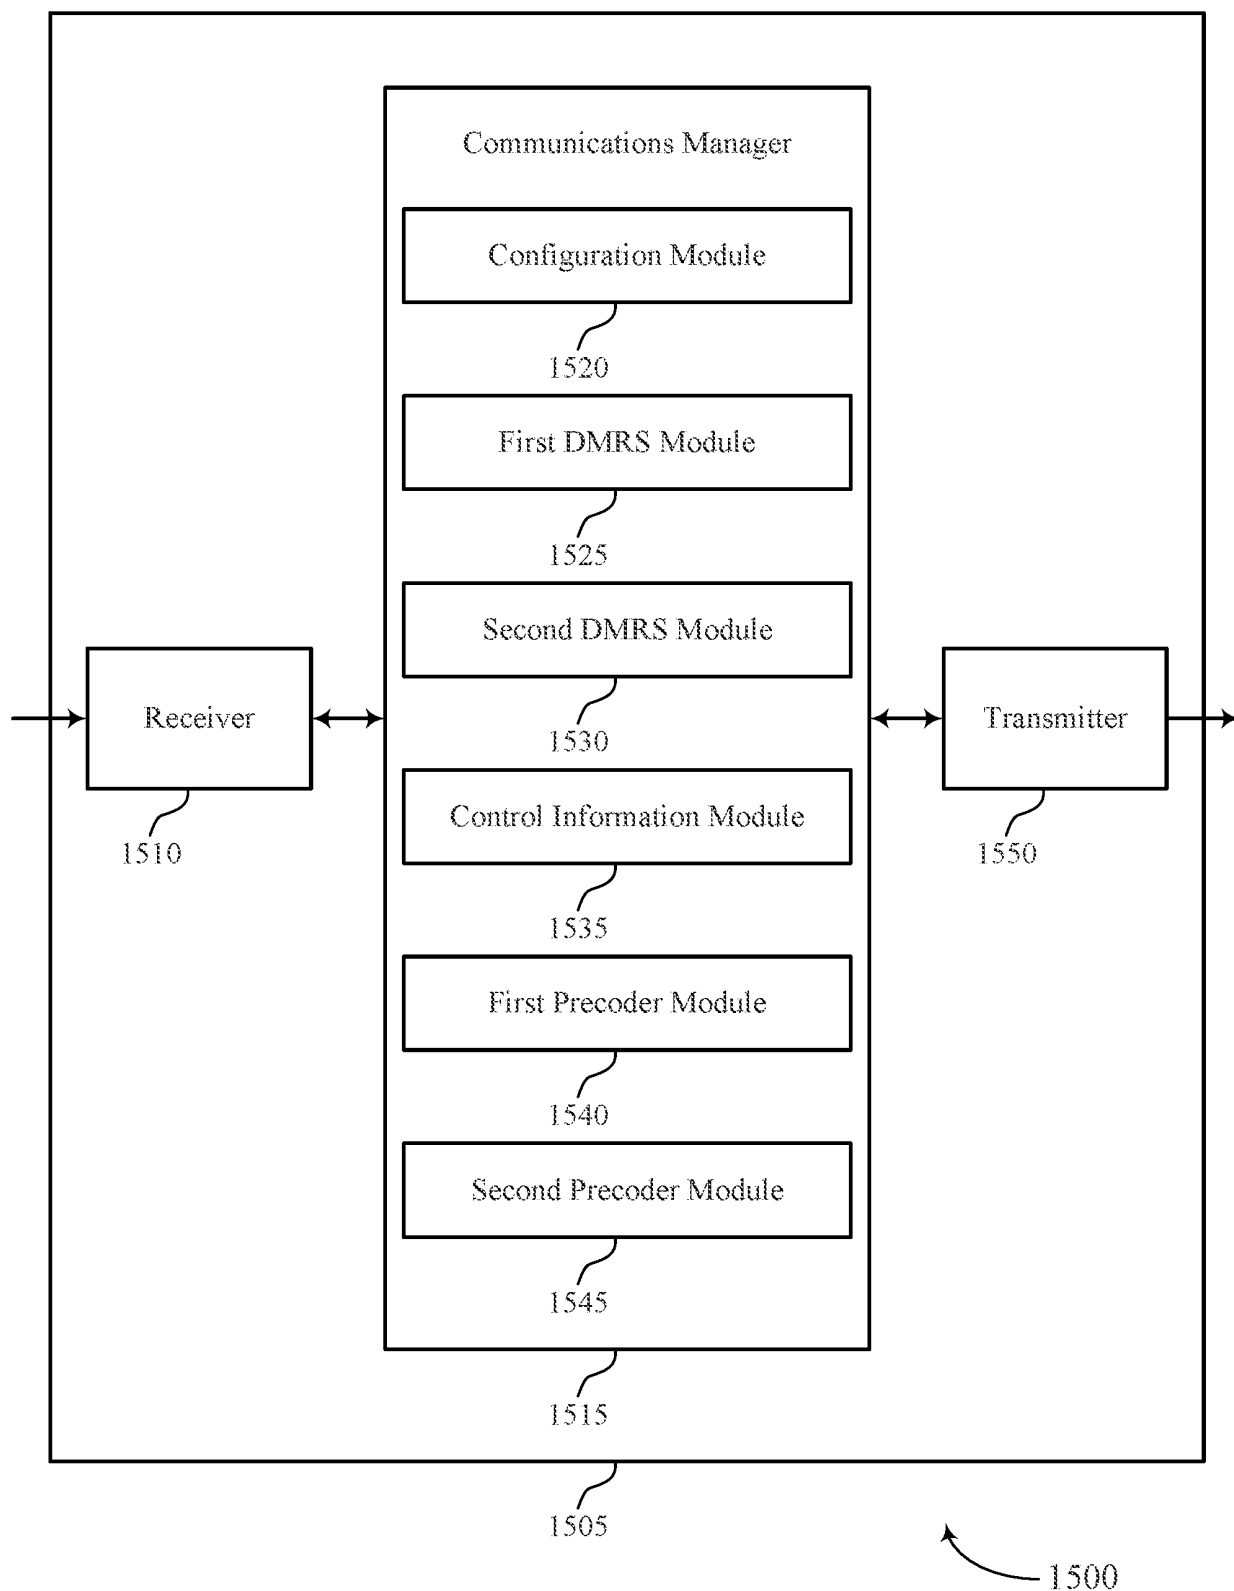 Communications Manager
Configuration Module
1520
First DMRS Module
1525
Second DMRS Module
1530
Receiver
1510
Transmitter
1550
Control Information Module
1535
First Precoder Module
1540
Second Precoder Module
1545
1515
1505
1500